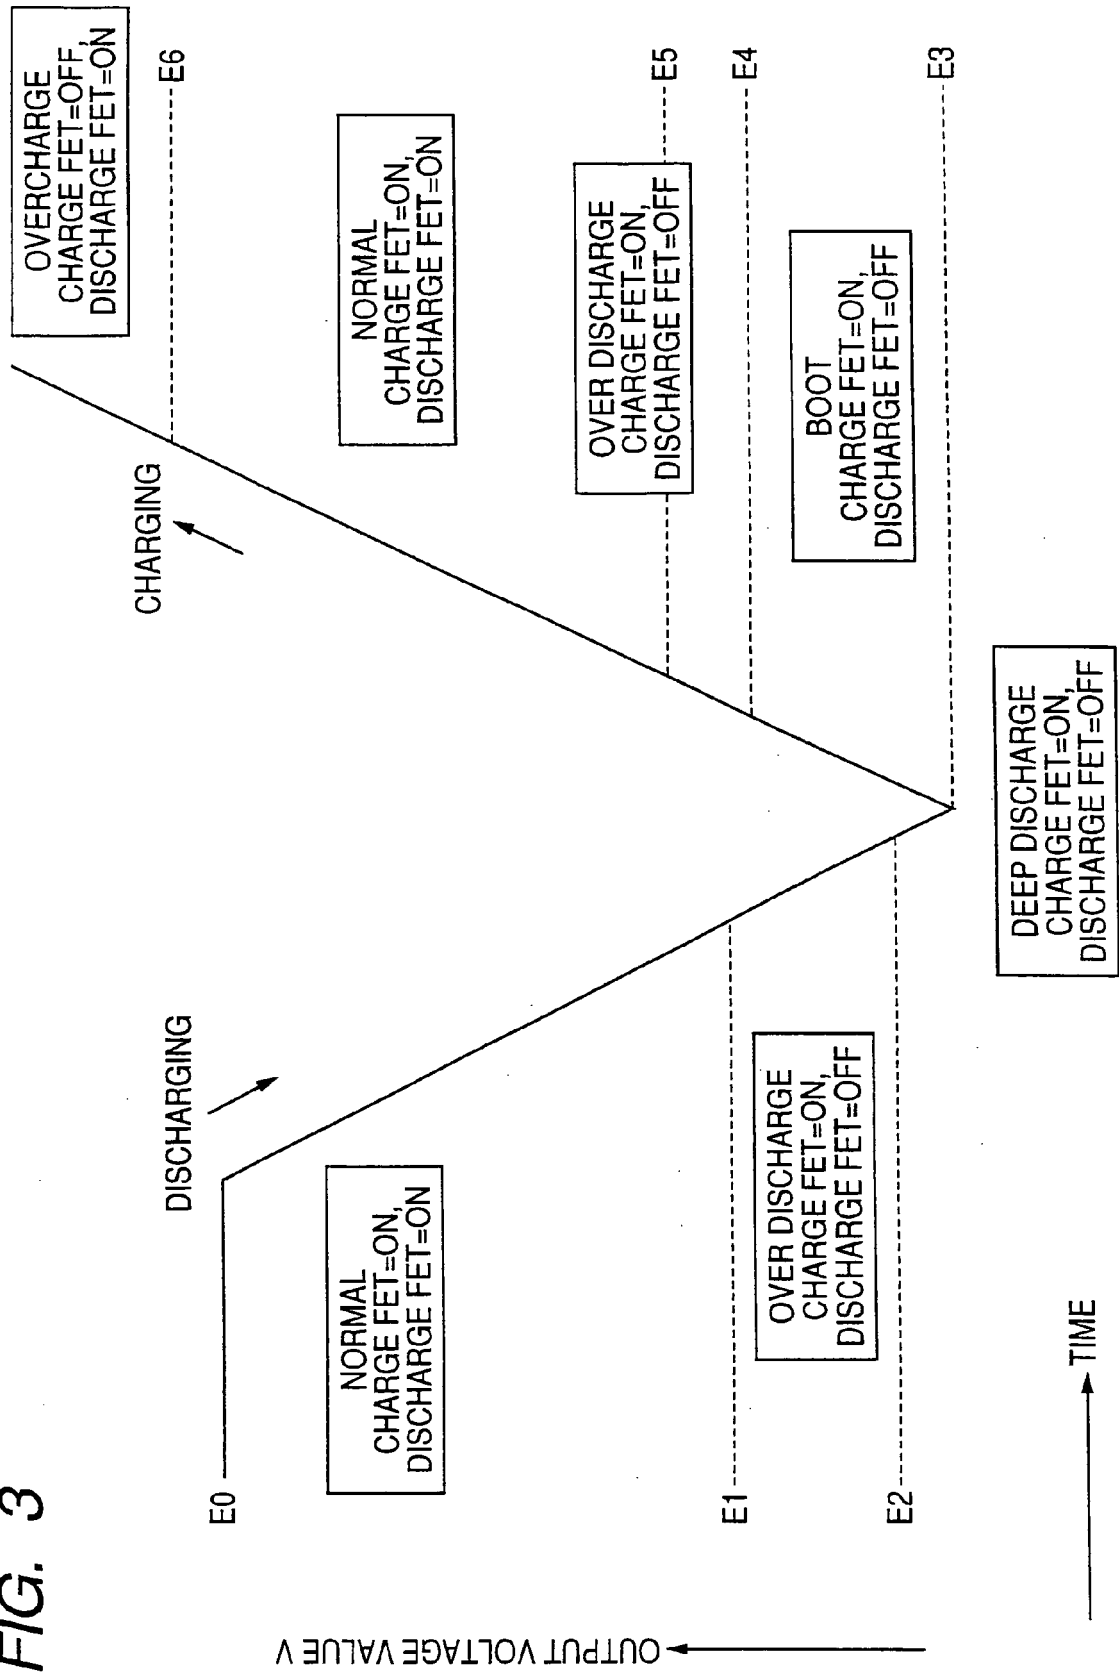 FIG. 3
OUTPUT VOLTAGE VALUE V
TIME
E0
DISCHARGING
NORMAL
CHARGE FET=ON,
DISCHARGE FET=ON
E1
OVER DISCHARGE
CHARGE FET=ON,
DISCHARGE FET=OFF
E2
DEEP DISCHARGE
CHARGE FET=ON,
DISCHARGE FET=OFF
CHARGING
OVERCHARGE
CHARGE FET=OFF,
DISCHARGE FET=ON
E6
NORMAL
CHARGE FET=ON,
DISCHARGE FET=ON
OVER DISCHARGE
CHARGE FET=ON,
DISCHARGE FET=OFF
E5
E4
BOOT
CHARGE FET=ON,
DISCHARGE FET=OFF
E3